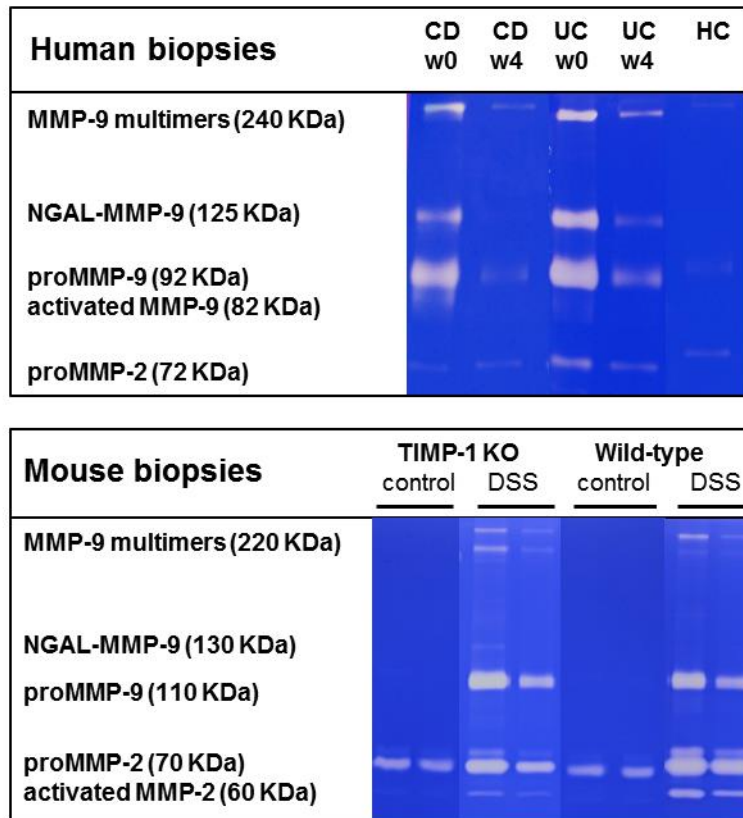 Human biopsies
CD CD UC UC HC
w0 w4 w0 w4
MMP-9 multimers (240 KDa)
NGAL-MMP-9 (125 KDa)
proMMP-9 (92 KDa)
activated MMP-9 (82 KDa)
proMMP-2 (72 KDa)
Mouse biopsies
TIMP-1 KO Wild-type
control DSS control DSS
MMP-9 multimers (220 KDa)
NGAL-MMP-9 (130 KDa)
proMMP-9 (110 KDa)
proMMP-2 (70 KDa)
activated MMP-2 (60 KDa)